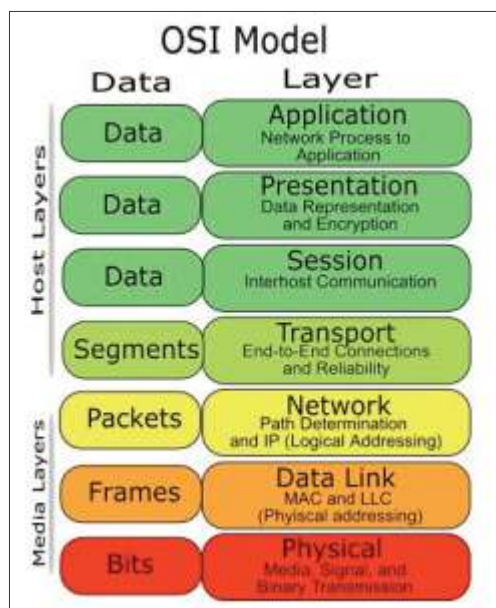 OSI Model
Data Layer
Host Layers
Data Application
Network Process to
Application
Data Presentation
Data Representation
and Encryption
Data Session
Interhost Communication
Segments Transport
End-to-End Connections
and Reliability
Media Layers
Packets Network
Path Determination
and IP (Logical Addressing)
Frames Data Link
MAC and LLC
(Phyiscal addressing)
Bits Physical
Media, Signal, and
Binary Transmission